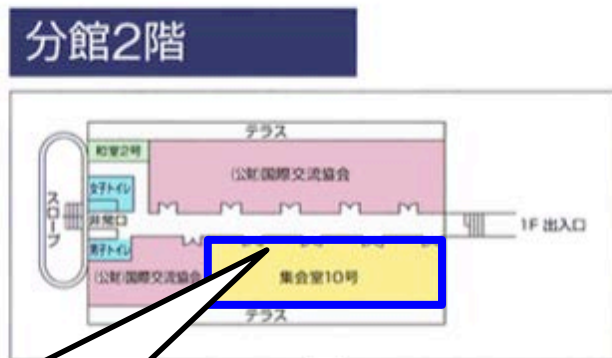 分館2階
テラス
和室2号
(公財)国際交流協会
女子トイレ
スロープ
非常口
1F 出入口
男子トイレ
(公財)国際交流協会
集会室10号
テラス